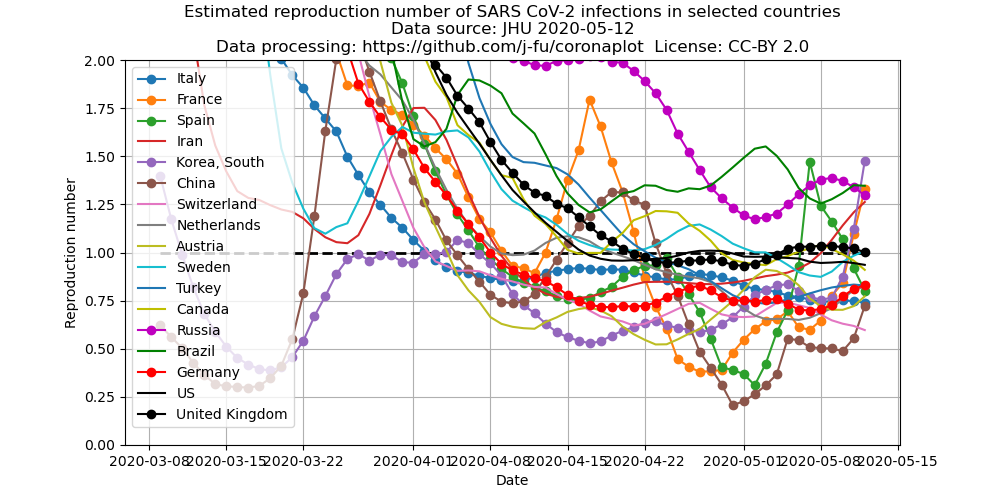 Estimated reproduction number of SARS CoV-2 infections in selected countries
Data source: JHU 2020-05-12
Data processing: https://github.com/j-fu/coronaplot License: CC-BY 2.0
2.00
1.75
1.50
1.25
1.00
0.75
0.50
0.25
0.00
Reproduction number
Italy
France
Spain
Iran
Korea, South
China
Switzerland
Netherlands
Austria
Sweden
Turkey
Canada
Russia
Brazil
Germany
US
United Kingdom
2020-03-08 2020-03-15 2020-03-22 2020-04-01 2020-04-08 2020-04-15 2020-04-22 2020-05-01 2020-05-08 2020-05-15
Date